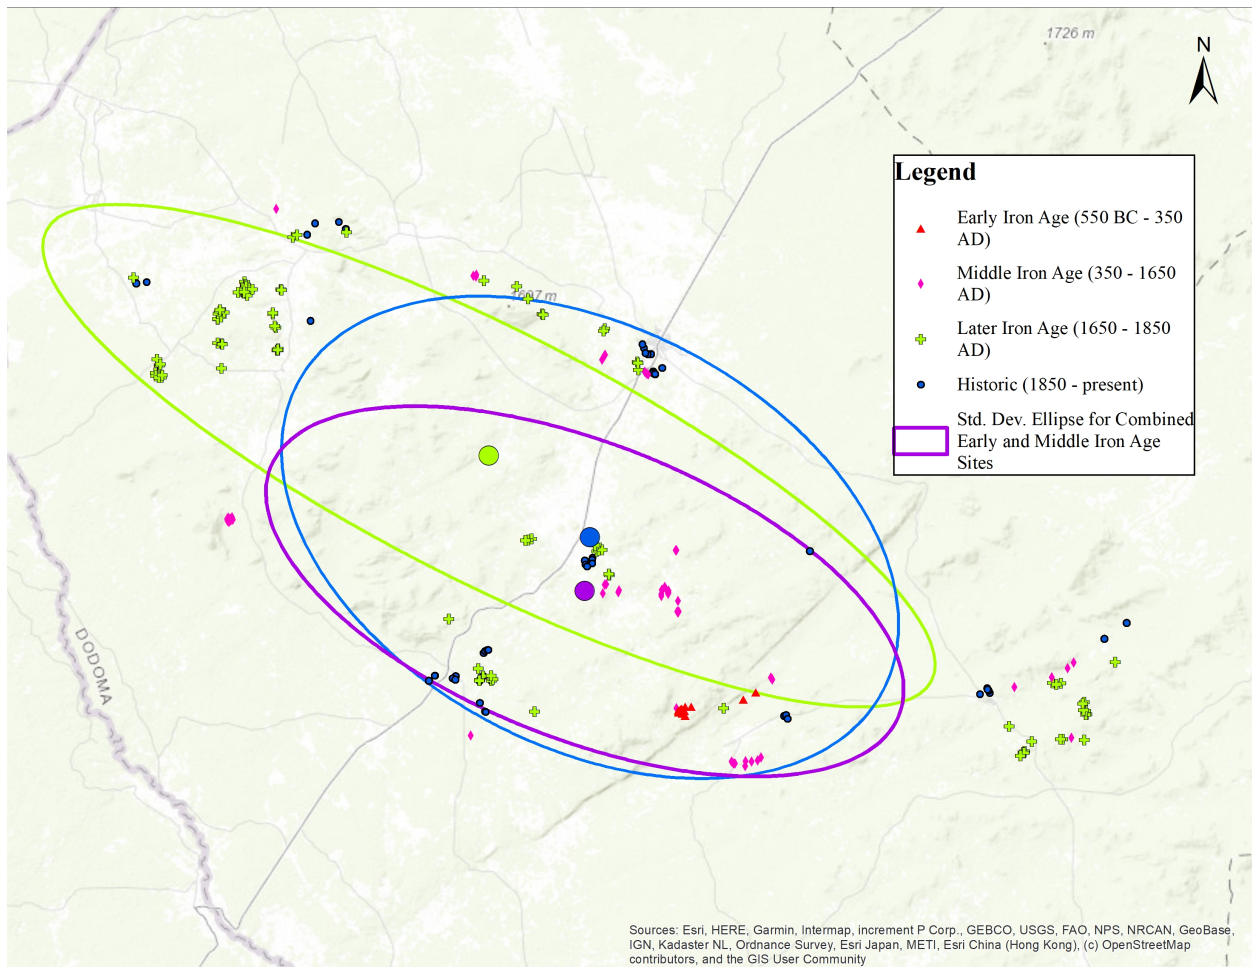 1726 m
N
Legend
Early Iron Age (550 BC - 350
AD)
Middle Iron Age (350 - 1650
AD)
Later Iron Age (1650 - 1850
AD)
Historic (1850 - present)
Std. Dev. Ellipse for Combined
Early and Middle Iron Age
Sites
DODOMA
Sources: Esri, HERE, Garmin, Intermap, increment P Corp., GEBCO, USGS, FAO, NPS, NRCAN, GeoBase,
IGN, Kadaster NL, Ordnance Survey, Esri Japan, METI, Esri China (Hong Kong), (c) OpenStreetMap
contributors, and the GIS User Community